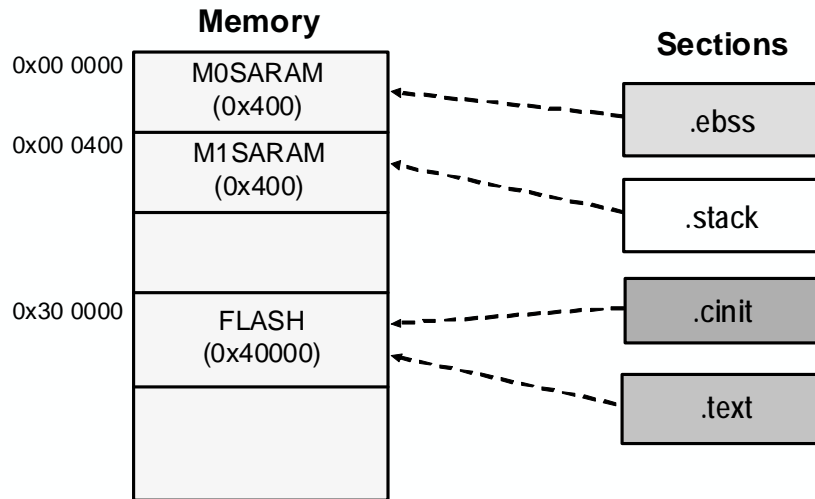 Memory
Sections
0x00 0000
M0SARAM
(0x400)
.ebss
0x00 0400
M1SARAM
(0x400)
.stack
0x30 0000
FLASH
(0x40000)
.cinit
.text